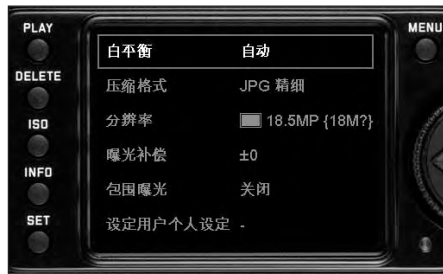 PLAY
MENU
DELETE
ISO
INFO
SET
白平衡 自动
压缩格式 JPG 精细
分辨率 18.5MP {18M?}
曝光补偿 ±0
包围曝光 关闭
设定用户个人设定 -